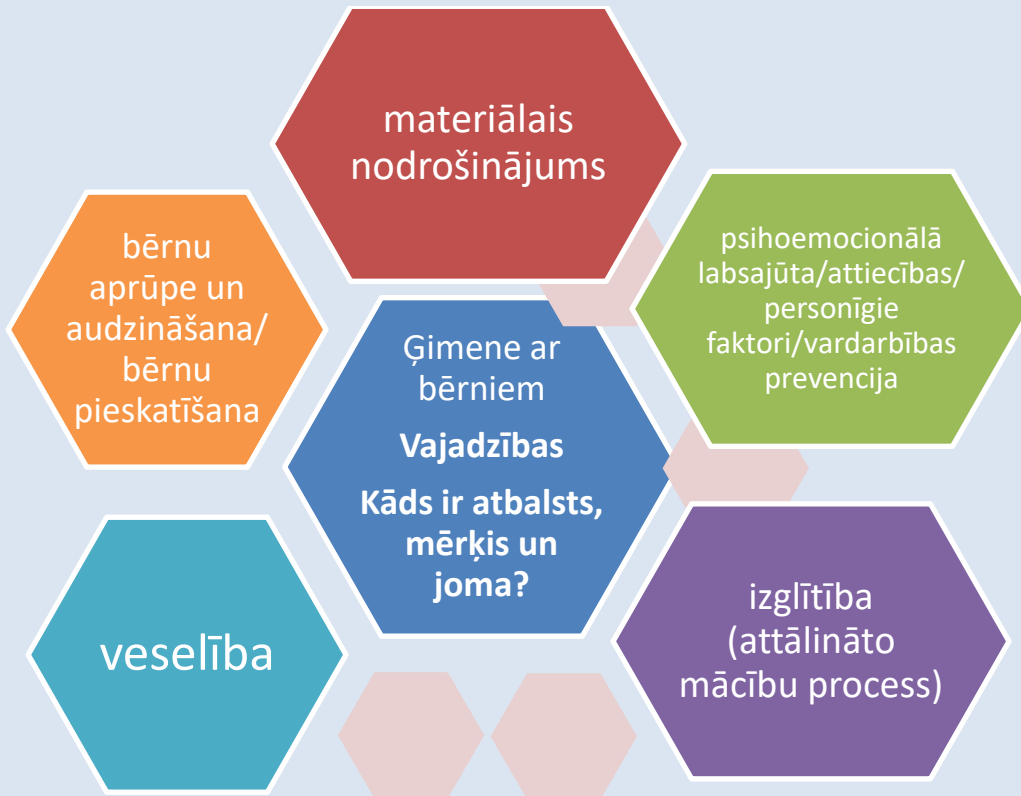 materiālais
nodrošinājums
bērnu
aprūpe un
audzināšana/
bērnu
pieskatīšana
psihoemocionālā
labsajūta/attiecības/
personīgie
faktori/vardarbības
prevencija
Ģimene ar
bērniem
Vajadzības
Kāds ir atbalsts,
mērķis un
joma?
veselība
izglītība
(attālināto
mācību process)